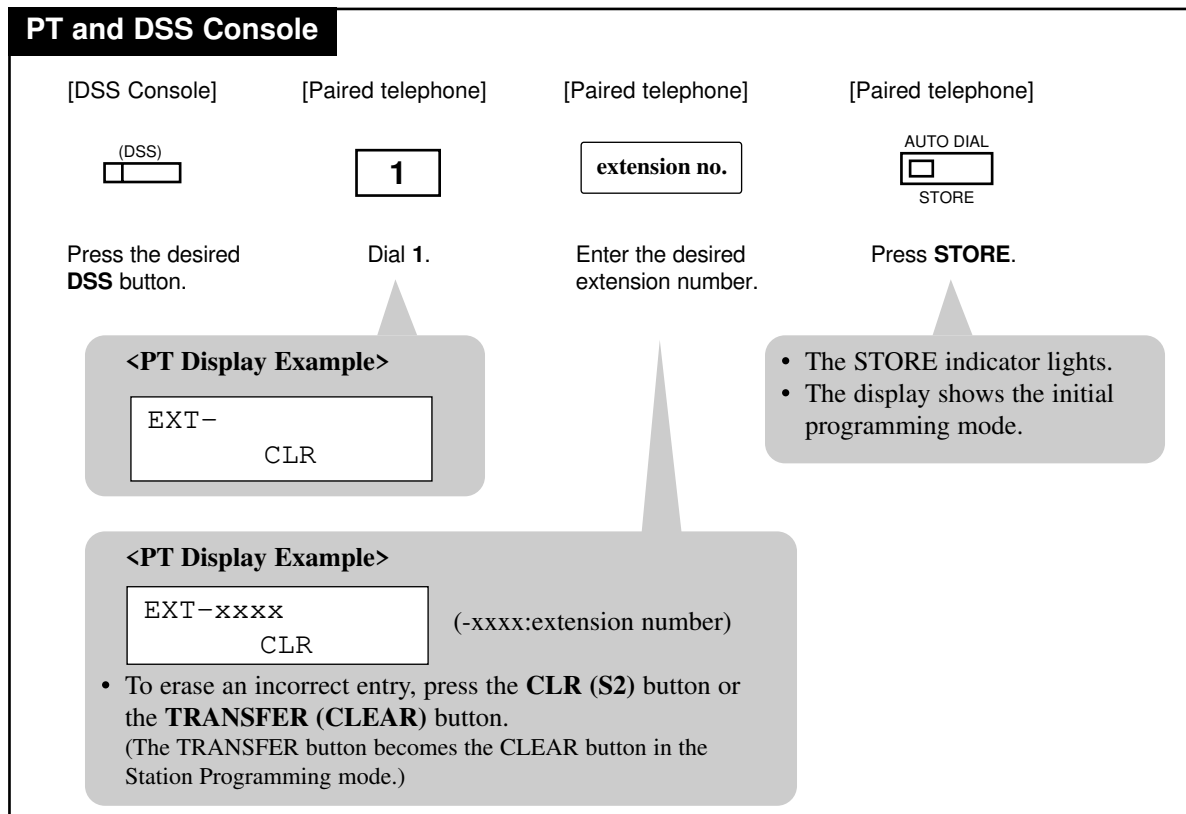 PT and DSS Console
[DSS Console] [Paired telephone] [Paired telephone] [Paired telephone]
(DSS)
1
extension no.
AUTO DIAL
STORE
Press the desired
DSS button.
Dial 1.
Enter the desired
extension number.
Press STORE.
<PT Display Example>
EXT-
CLR
• The STORE indicator lights.
• The display shows the initial
programming mode.
<PT Display Example>
EXT-xxxx
CLR
(-xxxx:extension number)
• To erase an incorrect entry, press the CLR (S2) button or
the TRANSFER (CLEAR) button.
(The TRANSFER button becomes the CLEAR button in the
Station Programming mode.)